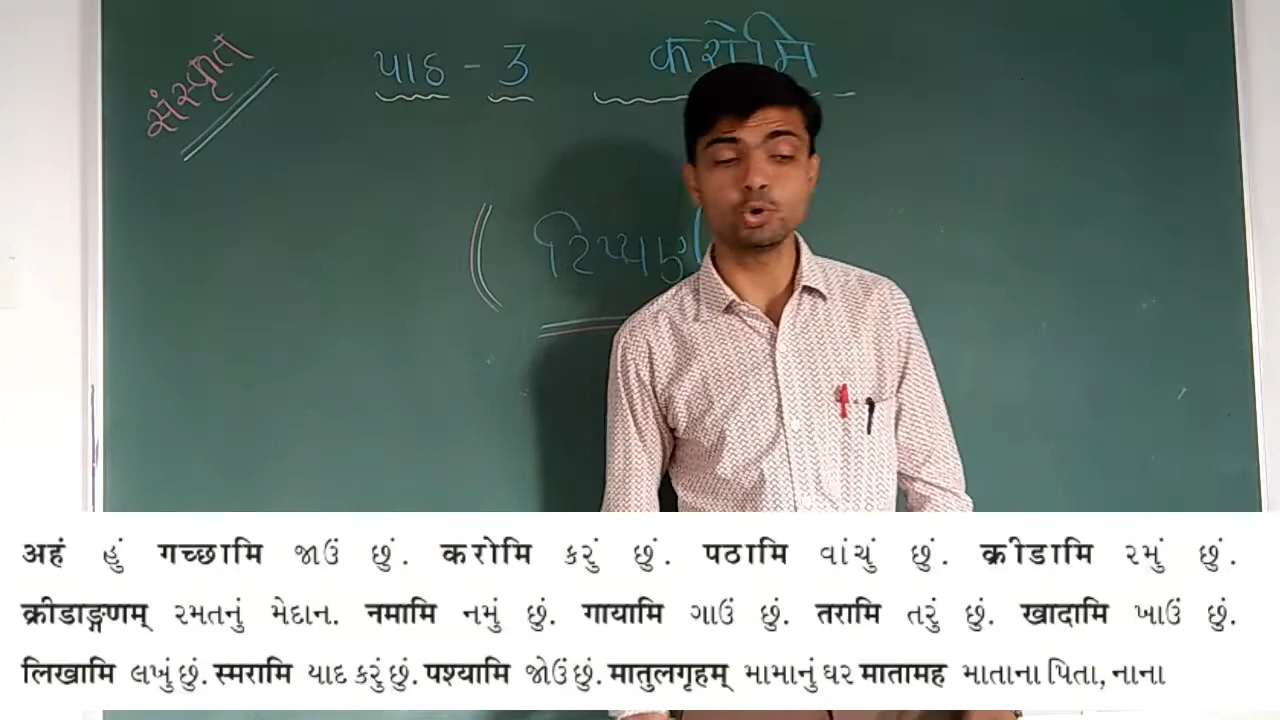 સંસ્કૃત
પાઠ - 3 करोमि
अहं હું गच्छामि જાઉં છું. करोमि કરું છું. पठामि વાંચું છું. क्रीडामि રમું છું.
क्रीडाङ्गणम् રમતનું મેદાન. नमामि નમું છું. गायामि ગાઉં છું. तरामि તરું છું. खादामि ખાઉં છું.
लिखामि લખું છું. स्मरामि યાદ કરું છું. पश्यामि જોઉં છું. मातुलगृहम् મામાનું ઘર मातामह માતાના પિતા, નાના